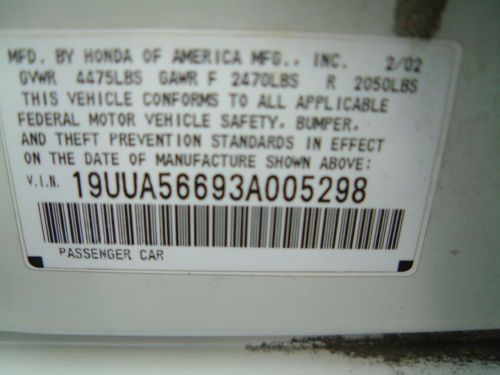 MFD. BY HONDA OF AMERICA MFG., INC. 2/02
GVWR 4475LBS GAWR F 2470LBS R 2050LBS
THIS VEHICLE CONFORMS TO ALL APPLICABLE
FEDERAL MOTOR VEHICLE SAFETY, BUMPER,
AND THEFT PREVENTION STANDARDS IN EFFECT
ON THE DATE OF MANUFACTURE SHOWN ABOVE:
V.I.N. 19UUA56693A005298
PASSENGER CAR